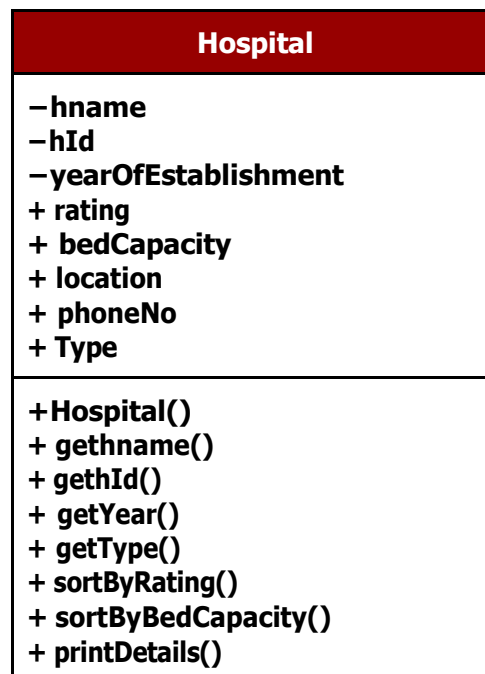 Hospital
−hname
−hId
−yearOfEstablishment
+ rating
+ bedCapacity
+ location
+ phoneNo
+ Type
+Hospital()
+ gethname()
+ gethId()
+ getYear()
+ getType()
+ sortByRating()
+ sortByBedCapacity()
+ printDetails()